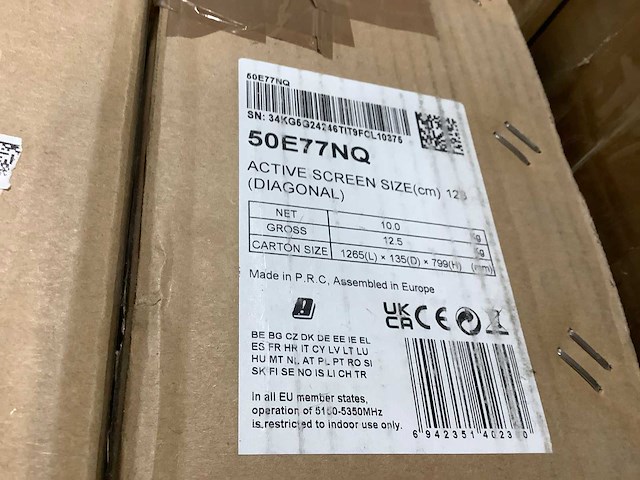 50E77NQ
SN: 34KG5G24246TIT9FCL10375
50E77NQ
ACTIVE SCREEN SIZE(cm)
(DIAGONAL)
NET 10.0
GROSS 12.5
CARTON SIZE 1265(L) × 135(D) × 799(H) (mm)
Made in P.R.C, Assembled in Europe
UK
CA CE
BE BG CZ DK DE EE IE EL
ES FR HR IT CY LV LT LU
HU MT NL AT PL PT RO SI
SK FI SE NO IS LI CH TR
In all EU member states,
operation of 5150-5350MHz
is restricted to indoor use only.